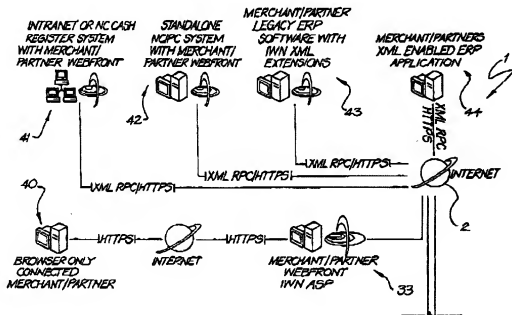 INTRANET OR NC CASH
REGISTER SYSTEM
WITH MERCHANT/
PARTNER WEBFRONT
STANDALONE
NC/PC SYSTEM
WITH MERCHANT/
PARTNER WEBFRONT
MERCHANT/PARTNER
LEGACY ERP
SOFTWARE WITH
IWN XML
EXTENSIONS
MERCHANT/PARTNERS
XML ENABLED ERP
APPLICATION
1
41
42
43
44
XML RPC
HTTPS
XML RPC/HTTPS
XML RPC/HTTPS
XML RPC/HTTPS
INTERNET
2
40
HTTPS
HTTPS
BROWSER ONLY
CONNECTED
MERCHANT/PARTNER
INTERNET
MERCHANT/PARTNER
WEBFRONT
IWN ASP
33